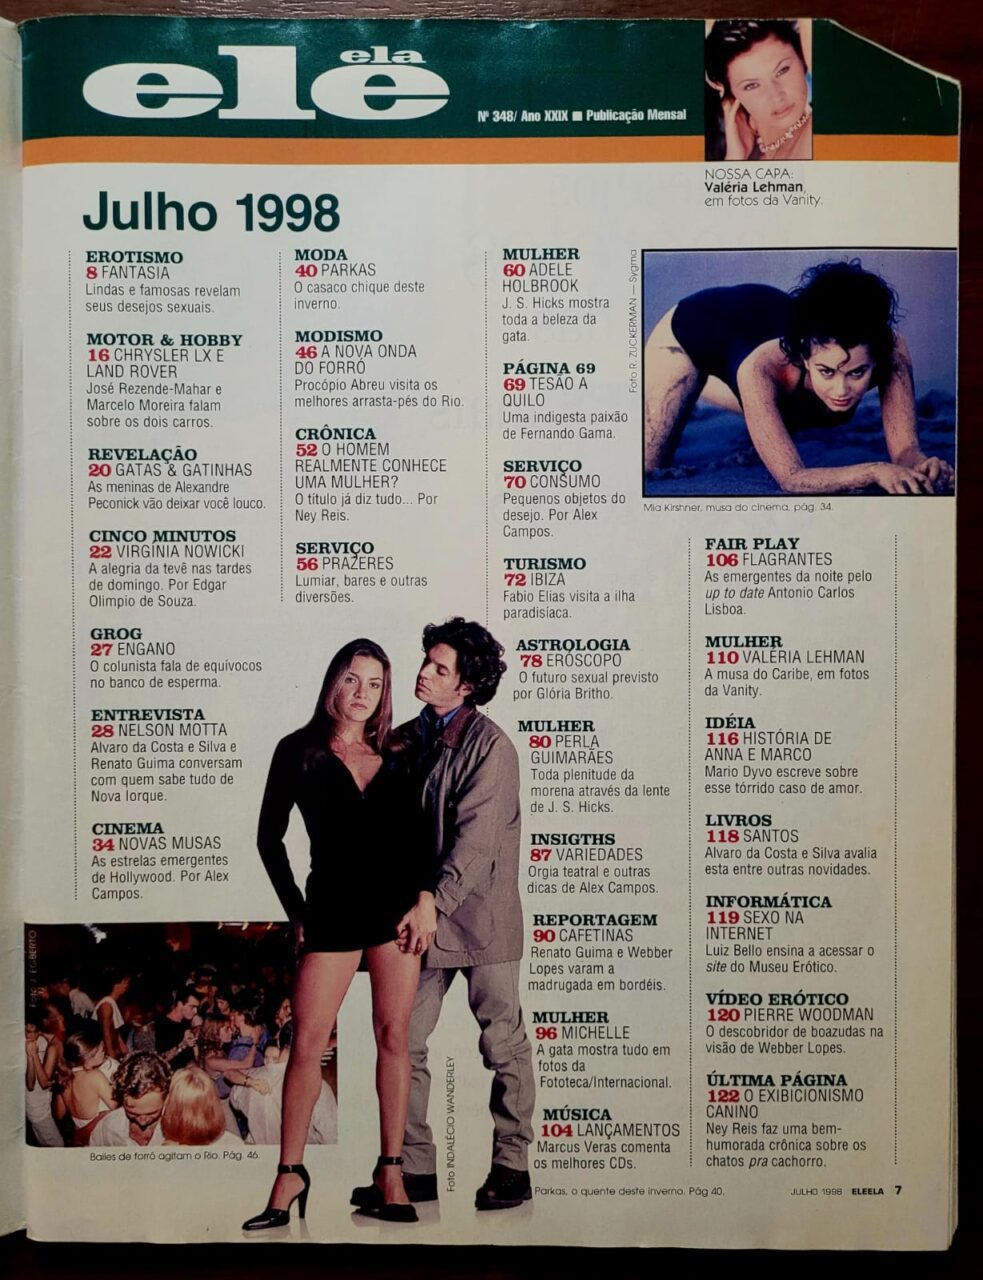 ele ela
Nº 348/ Ano XXIX ■ Publicação Mensal
NOSSA CAPA:
Valéria Lehman,
em fotos da Vanity.
Julho 1998
EROTISMO
8 FANTASIA
Lindas e famosas revelam
seus desejos sexuais.
MOTOR & HOBBY
16 CHRYSLER LX E
LAND ROVER
José Rezende-Mahar e
Marcelo Moreira falam
sobre os dois carros.
REVELAÇÃO
20 GATAS & GATINHAS
As meninas de Alexandre
Peconick vão deixar você louco.
CINCO MINUTOS
22 VIRGÍNIA NOWICKI
A alegria da tevê nas tardes
de domingo. Por Edgar
Olimpio de Souza.
GROG
27 ENGANO
O colunista fala de equívocos
no banco de esperma.
ENTREVISTA
28 NELSON MOTTA
Alvaro da Costa e Silva e
Renato Guima conversam
com quem sabe tudo de
Nova Iorque.
CINEMA
34 NOVAS MUSAS
As estrelas emergentes
de Hollywood. Por Alex
Campos.
Foto J. EGBERTO
Bailes de forró agitam o Rio. Pág. 46.
MODA
40 PARKAS
O casaco chique deste
inverno.
MODISMO
46 A NOVA ONDA
DO FORRÓ
Procópio Abreu visita os
melhores arrasta-pés do Rio.
CRÔNICA
52 O HOMEM
REALMENTE CONHECE
UMA MULHER?
O título já diz tudo... Por
Ney Reis.
SERVIÇO
56 PRAZERES
Lumiar, bares e outras
diversões.
Foto INDALÉCIO WANDERLEY
MULHER
60 ADELE
HOLBROOK
J. S. Hicks mostra
toda a beleza da
gata.
PÁGINA 69
69 TESÃO A
QUILO
Uma indigesta paixão
de Fernando Gama.
SERVIÇO
70 CONSUMO
Pequenos objetos do
desejo. Por Alex
Campos.
TURISMO
72 IBIZA
Fabio Elias visita a ilha
paradisíaca.
ASTROLOGIA
78 ERÓSCOPO
O futuro sexual previsto
por Glória Britho.
MULHER
80 PERLA
GUIMARÃES
Toda plenitude da
morena através da lente
de J. S. Hicks.
INSIGTHS
87 VARIEDADES
Orgia teatral e outras
dicas de Alex Campos.
REPORTAGEM
90 CAFETINAS
Renato Guima e Webber
Lopes varam a
madrugada em bordéis.
MULHER
96 MICHELLE
A gata mostra tudo em
fotos da
Fototeca/Internacional.
MÚSICA
104 LANÇAMENTOS
Marcus Veras comenta
os melhores CDs.
Parkas, o quente deste inverno. Pág 40.
Foto R. ZUCKERMAN — Sygma
Mia Kirshner, musa do cinema, pág. 34.
FAIR PLAY
106 FLAGRANTES
As emergentes da noite pelo
up to date Antonio Carlos
Lisboa.
MULHER
110 VALÉRIA LEHMAN
A musa do Caribe, em fotos
da Vanity.
IDÉIA
116 HISTÓRIA DE
ANNA E MARCO
Mario Dyvo escreve sobre
esse tórrido caso de amor.
LIVROS
118 SANTOS
Alvaro da Costa e Silva avalia
esta entre outras novidades.
INFORMÁTICA
119 SEXO NA
INTERNET
Luiz Bello ensina a acessar o
site do Museu Erótico.
VÍDEO ERÓTICO
120 PIERRE WOODMAN
O descobridor de boazudas na
visão de Webber Lopes.
ÚLTIMA PÁGINA
122 O EXIBICIONISMO
CANINO
Ney Reis faz uma bem-
humorada crônica sobre os
chatos pra cachorro.
JULHO 1998 ELEELA 7